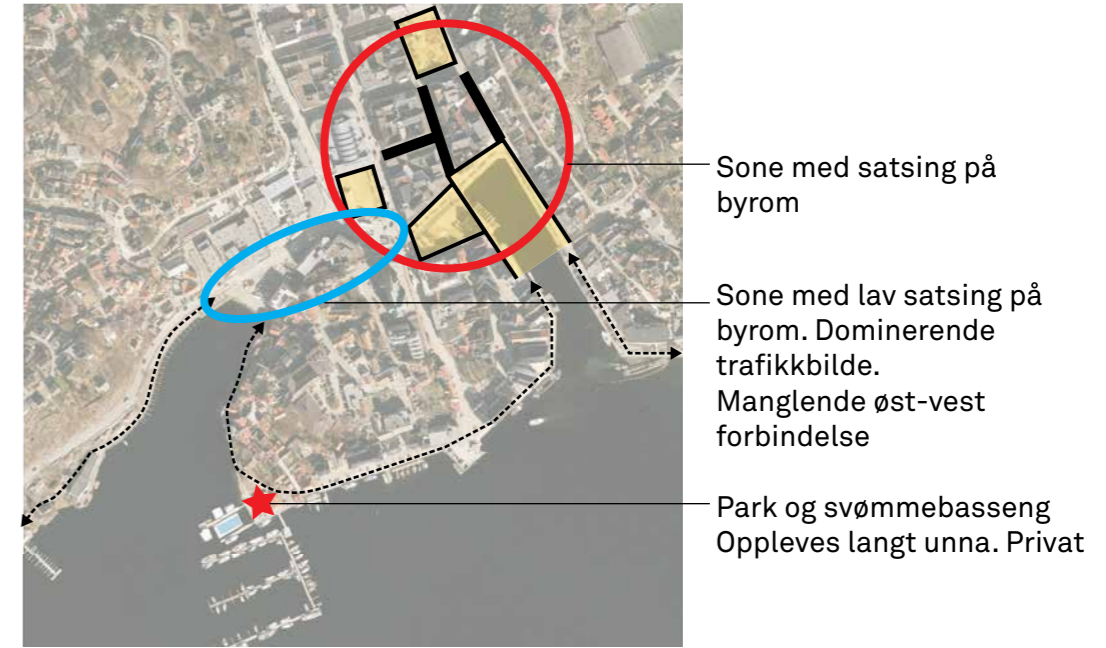 Sone med satsing på
byrom
Sone med lav satsing på
byrom. Dominerende
trafikkbilde.
Manglende øst-vest
forbindelse
Park og svømmebasseng
Oppleves langt unna. Privat